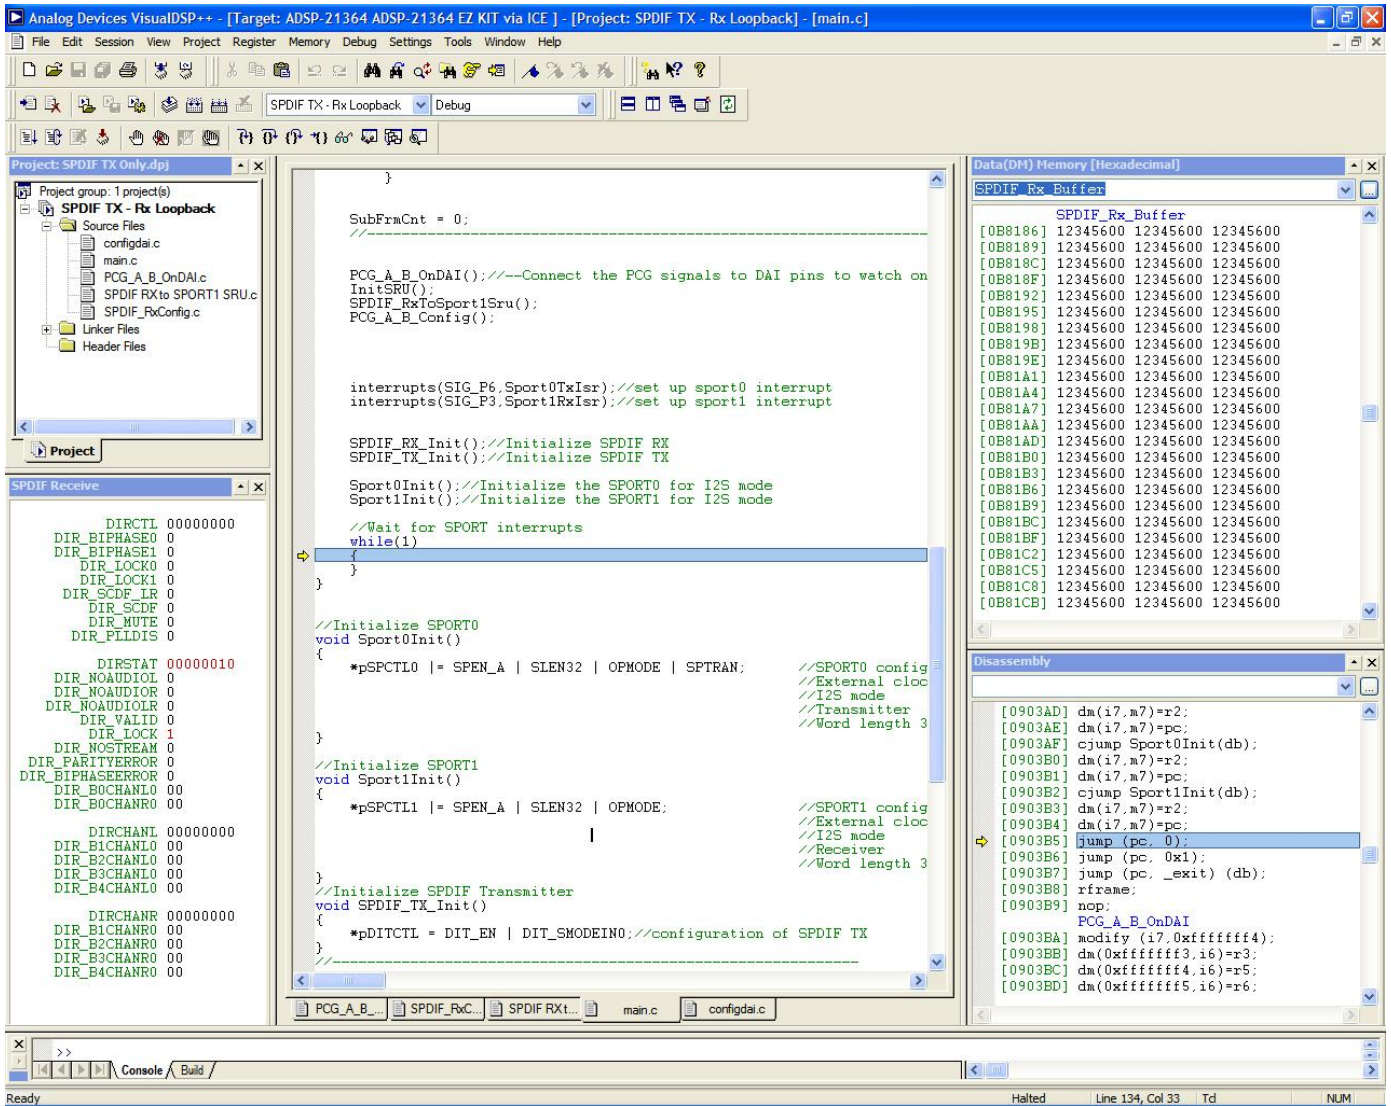 Analog Devices VisualDSP++ - [Target: ADSP-21364 ADSP-21364 EZ KIT via ICE ] - [Project: SPDIF TX - Rx Loopback] - [main.c]
File Edit Session View Project Register Memory Debug Settings Tools Window Help
SPDIF TX - Rx Loopback Debug
Project: SPDIF TX Only.dpj
Project group: 1 project(s)
SPDIF TX - Rx Loopback
Source Files
configdai.c
main.c
PCG_A_B_OnDAI.c
SPDIF RX to SPORT1 SRU.c
SPDIF_RxConfig.c
Linker Files
Header Files
Project
SPDIF Receive
DIRCTL 00000000
DIR_BIPHASE0 0
DIR_BIPHASE1 0
DIR_LOCK0 0
DIR_LOCK1 0
DIR_SCDF_LR 0
DIR_SCDF 0
DIR_MUTE 0
DIR_PLLDIS 0
DIRSTAT 00000010
DIR_NOAUDIOL 0
DIR_NOAUDIOR 0
DIR_NOAUDIOLR 0
DIR_VALID 0
DIR_LOCK 1
DIR_NOSTREAM 0
DIR_PARITYERROR 0
DIR_BIPHASEERROR 0
DIR_B0CHANL0 00
DIR_B0CHANR0 00
DIRCHANL 00000000
DIR_B1CHANL0 00
DIR_B2CHANL0 00
DIR_B3CHANL0 00
DIR_B4CHANL0 00
DIRCHANR 00000000
DIR_B1CHANR0 00
DIR_B2CHANR0 00
DIR_B3CHANR0 00
DIR_B4CHANR0 00
}
SubFrmCnt = 0;
//--------------------------------------------------------------------------------
PCG_A_B_OnDAI();//--Connect the PCG signals to DAI pins to watch on
InitSRU();
SPDIF_RxToSport1Sru();
PCG_A_B_Config();
interrupts(SIG_P6,Sport0TxIsr);//set up sport0 interrupt
interrupts(SIG_P3,Sport1RxIsr);//set up sport1 interrupt
SPDIF_RX_Init();//Initialize SPDIF RX
SPDIF_TX_Init();//Initialize SPDIF TX
Sport0Init();//Initialize the SPORT0 for I2S mode
Sport1Init();//Initialize the SPORT1 for I2S mode
//Wait for SPORT interrupts
while(1)
{
}
}
//Initialize SPORT0
void Sport0Init()
{
*pSPCTL0 |= SPEN_A | SLEN32 | OPMODE | SPTRAN; //SPORT0 config
//External cloc
//I2S mode
//Transmitter
//Word length 3
}
//Initialize SPORT1
void Sport1Init()
{
*pSPCTL1 |= SPEN_A | SLEN32 | OPMODE; //SPORT1 config
//External cloc
//I2S mode
//Receiver
//Word length 3
}
//Initialize SPDIF Transmitter
void SPDIF_TX_Init()
{
*pDITCTL = DIT_EN | DIT_SMODEIN0;//configuration of SPDIF TX
}
//---------------------------------------------------------------------------
PCG_A_B_... SPDIF_RxC... SPDIF RX t... main.c configdai.c
Data(DM) Memory [Hexadecimal]
SPDIF_Rx_Buffer
SPDIF_Rx_Buffer
[0B8186] 12345600 12345600 12345600
[0B8189] 12345600 12345600 12345600
[0B818C] 12345600 12345600 12345600
[0B818F] 12345600 12345600 12345600
[0B8192] 12345600 12345600 12345600
[0B8195] 12345600 12345600 12345600
[0B8198] 12345600 12345600 12345600
[0B819B] 12345600 12345600 12345600
[0B819E] 12345600 12345600 12345600
[0B81A1] 12345600 12345600 12345600
[0B81A4] 12345600 12345600 12345600
[0B81A7] 12345600 12345600 12345600
[0B81AA] 12345600 12345600 12345600
[0B81AD] 12345600 12345600 12345600
[0B81B0] 12345600 12345600 12345600
[0B81B3] 12345600 12345600 12345600
[0B81B6] 12345600 12345600 12345600
[0B81B9] 12345600 12345600 12345600
[0B81BC] 12345600 12345600 12345600
[0B81BF] 12345600 12345600 12345600
[0B81C2] 12345600 12345600 12345600
[0B81C5] 12345600 12345600 12345600
[0B81C8] 12345600 12345600 12345600
[0B81CB] 12345600 12345600 12345600
Disassembly
[0903AD] dm(i7,m7)=r2;
[0903AE] dm(i7,m7)=pc;
[0903AF] cjump Sport0Init(db);
[0903B0] dm(i7,m7)=r2;
[0903B1] dm(i7,m7)=pc;
[0903B2] cjump Sport1Init(db);
[0903B3] dm(i7,m7)=r2;
[0903B4] dm(i7,m7)=pc;
[0903B5] jump (pc, 0);
[0903B6] jump (pc, 0x1);
[0903B7] jump (pc, _exit) (db);
[0903B8] rframe;
[0903B9] nop;
PCG_A_B_OnDAI
[0903BA] modify (i7,0xfffffff4);
[0903BB] dm(0xfffffff3,i6)=r3;
[0903BC] dm(0xfffffff4,i6)=r5;
[0903BD] dm(0xfffffff5,i6)=r6;
>>
Console Build
Ready Halted Line 134, Col 33 Tcl NUM